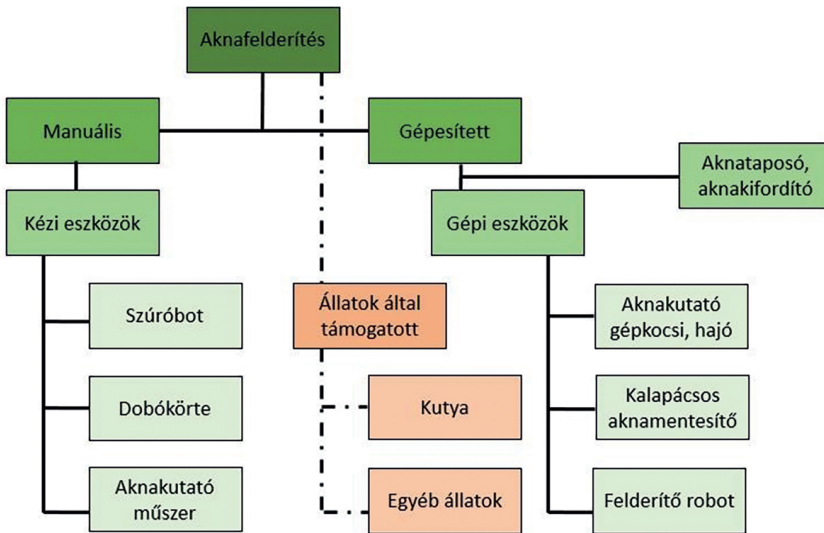 Aknafelderítés
Manuális
Gépesített
Aknataposó,
aknakifordító
Kézi eszközök
Gépi eszközök
Szúróbot
Állatok által
támogatott
Aknakutató
gépkocsi, hajó
Dobókörte
Kutya
Kalapácsos
aknamentesítő
Aknakutató
műszer
Egyéb állatok
Felderítő robot